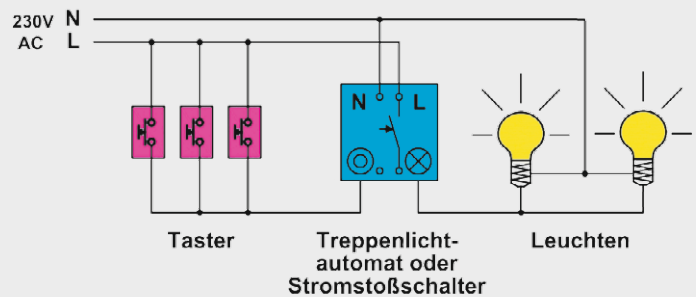 230V N
AC L
N L
Taster
Treppenlicht-
automat oder
Stromstoßschalter
Leuchten